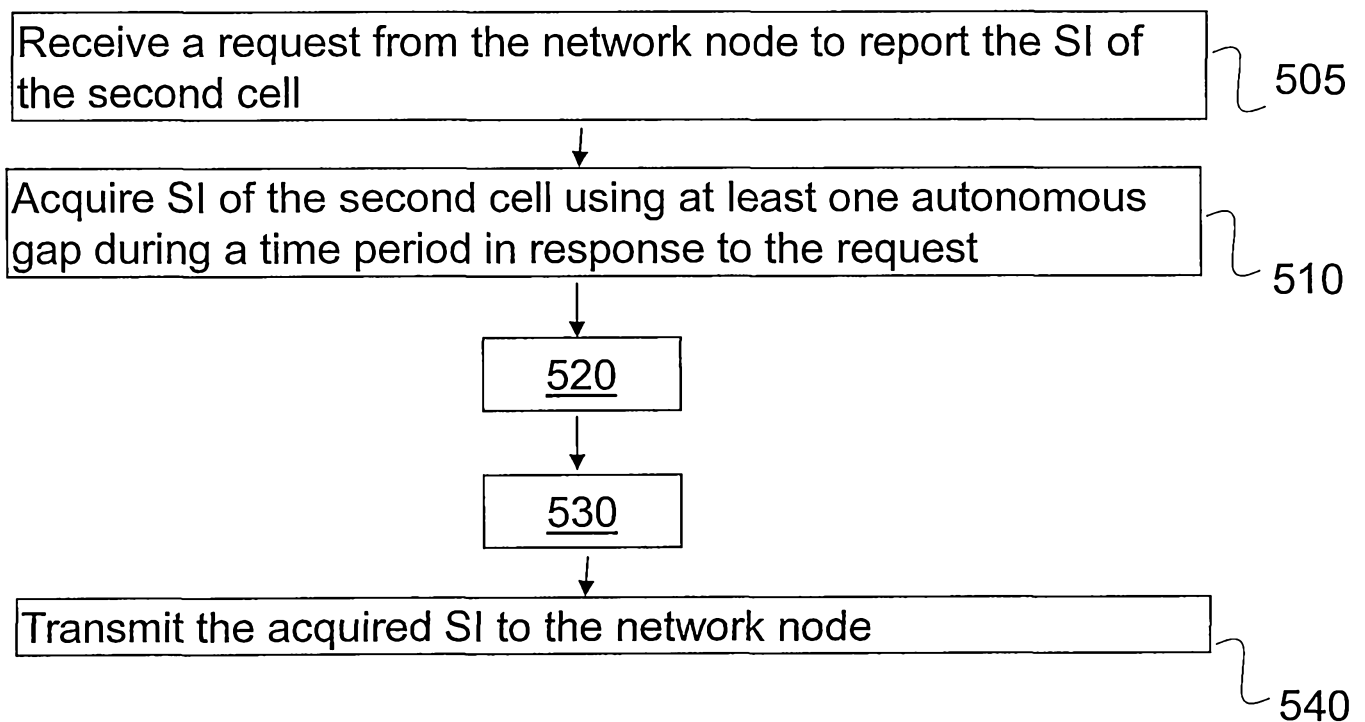 Receive a request from the network node to report the SI of
the second cell
505
Acquire SI of the second cell using at least one autonomous
gap during a time period in response to the request
510
520
530
Transmit the acquired SI to the network node
540